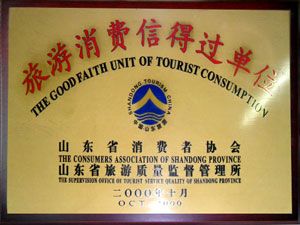 旅游消费信得过单位
THE GOOD FAITH UNIT OF TOURIST CONSUMPTION
SHANDONG·TOURISM·CHINA
山东省消费者协会
THE CONSUMERS ASSOCIATION OF SHANDONG PROVINCE
山东省旅游质量监督管理所
THE SUPERVISION OFFICE OF TOURIST SERVICE QUALITY OF SHANDONG PROVINCE
二〇〇〇年十月